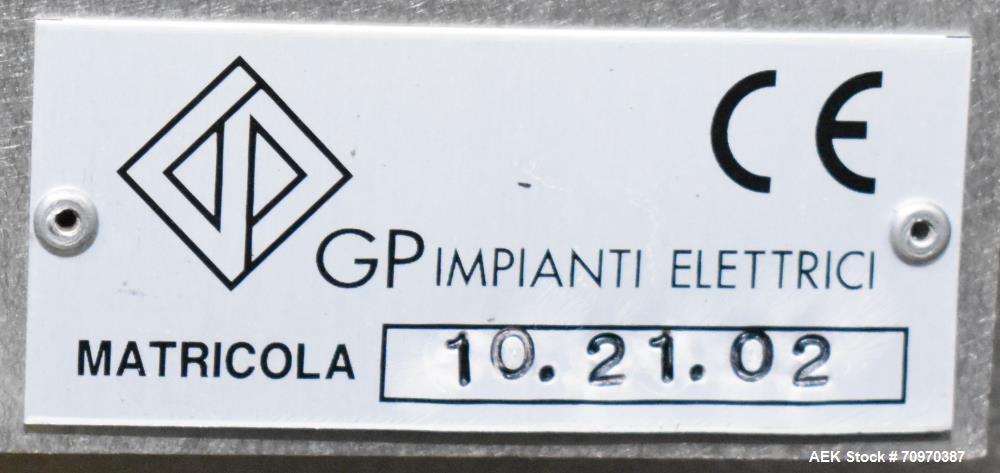 CE
GP IMPIANTI ELETTRICI
MATRICOLA 10.21.02
AEK Stock # 70970387